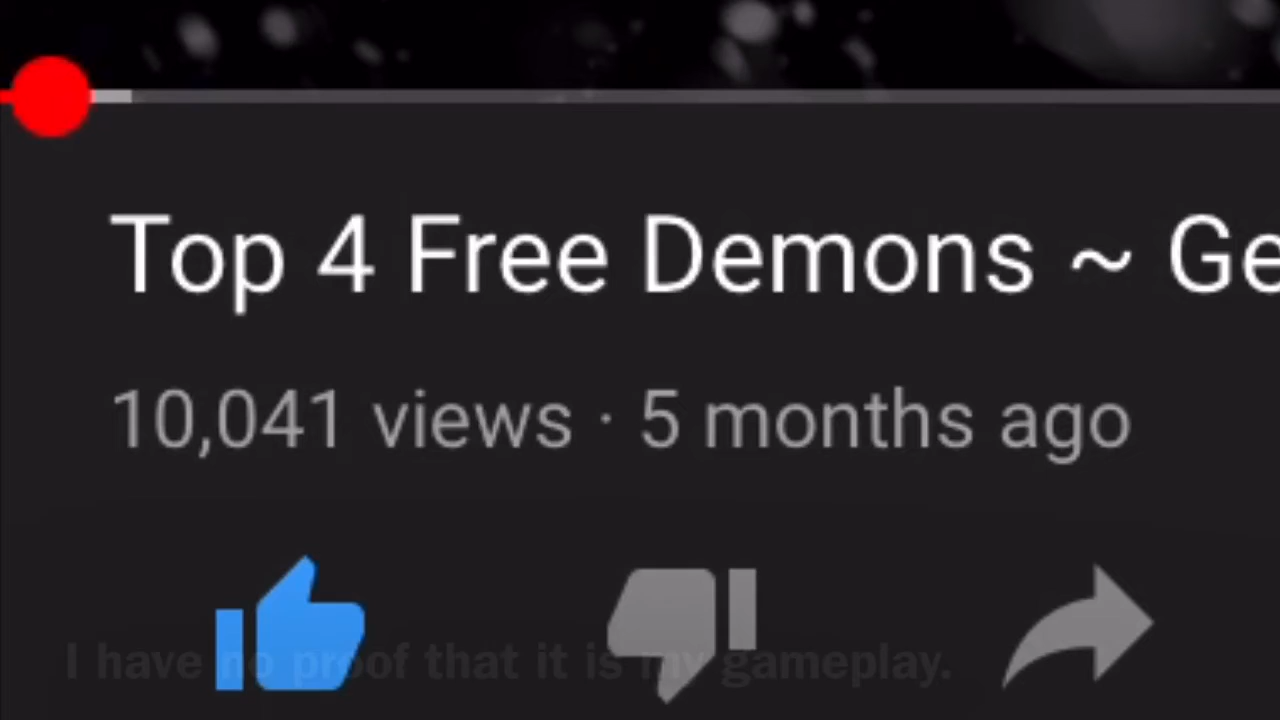 Top 4 Free Demons ~ Ge
10,041 views · 5 months ago
I have no proof that it is my gameplay.